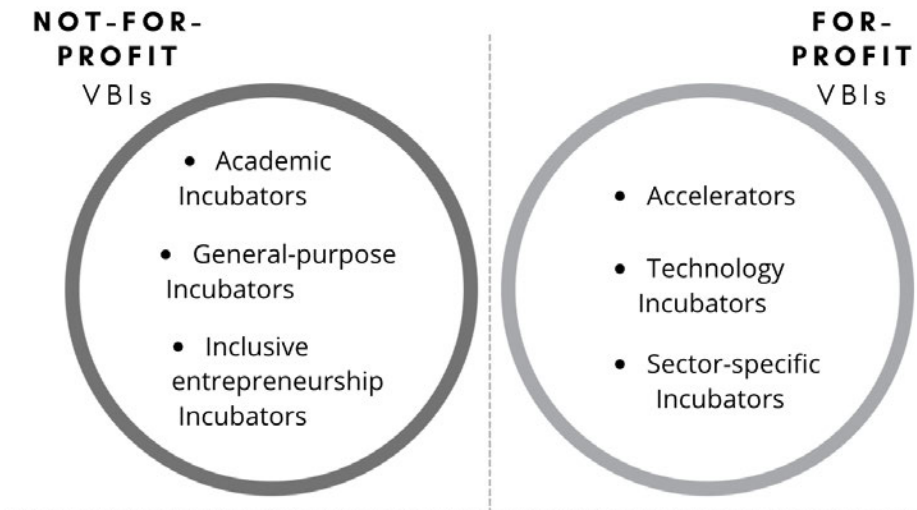 NOT-FOR-
PROFIT
VBIs
• Academic
Incubators
• General-purpose
Incubators
• Inclusive
entrepreneurship
Incubators
FOR-
PROFIT
VBIs
• Accelerators
• Technology
Incubators
• Sector-specific
Incubators